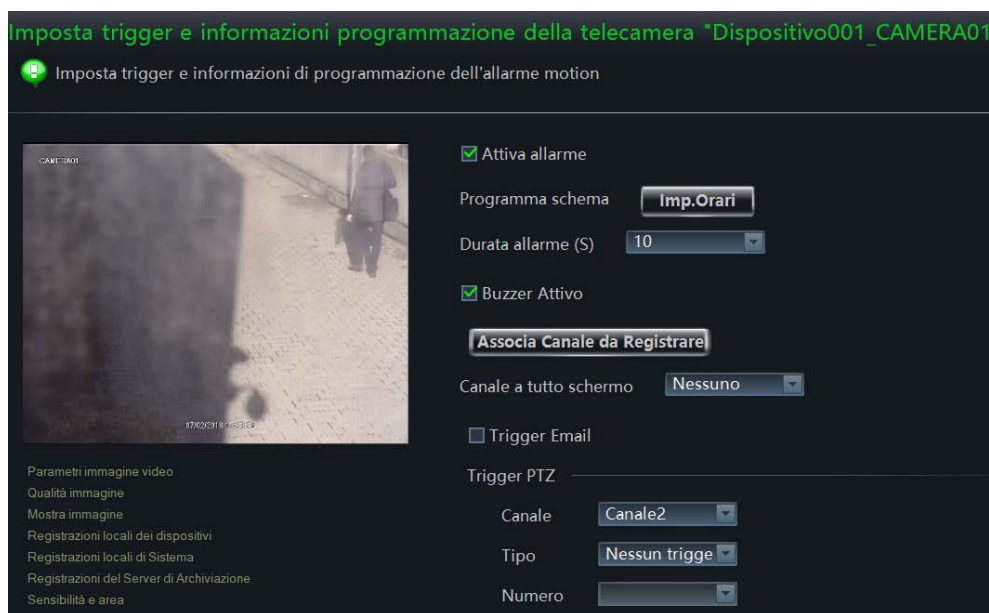 Imposta trigger e informazioni programmazione della telecamera "Dispositivo001_CAMERA01
Imposta trigger e informazioni di programmazione dell'allarme motion
CAMERA01
07/02/2018
Attiva allarme
Programma schema Imp.Orari
Durata allarme (S) 10
Buzzer Attivo
Associa Canale da Registrare
Canale a tutto schermo Nessuno
Trigger Email
Trigger PTZ
Canale Canale2
Tipo Nessun trigge
Numero
Parametri immagine video
Qualità immagine
Mostra immagine
Registrazioni locali dei dispositivi
Registrazioni locali di Sistema
Registrazioni del Server di Archiviazione
Sensibilità e area